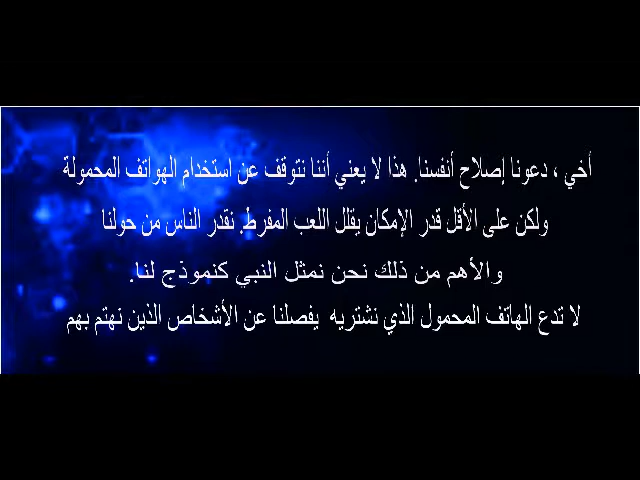 أخي ، دعونا إصلاح أنفسنا. هذا لا يعني أننا نتوقف عن استخدام الهواتف المحمولة
ولكن على الأقل قدر الإمكان يقلل اللعب المفرط. نقدر الناس من حولنا
والأهم من ذلك نحن نمثل النبي كنموذج لنا.
لا تدع الهاتف المحمول الذي نشتريه يفصلنا عن الأشخاص الذين نهتم بهم